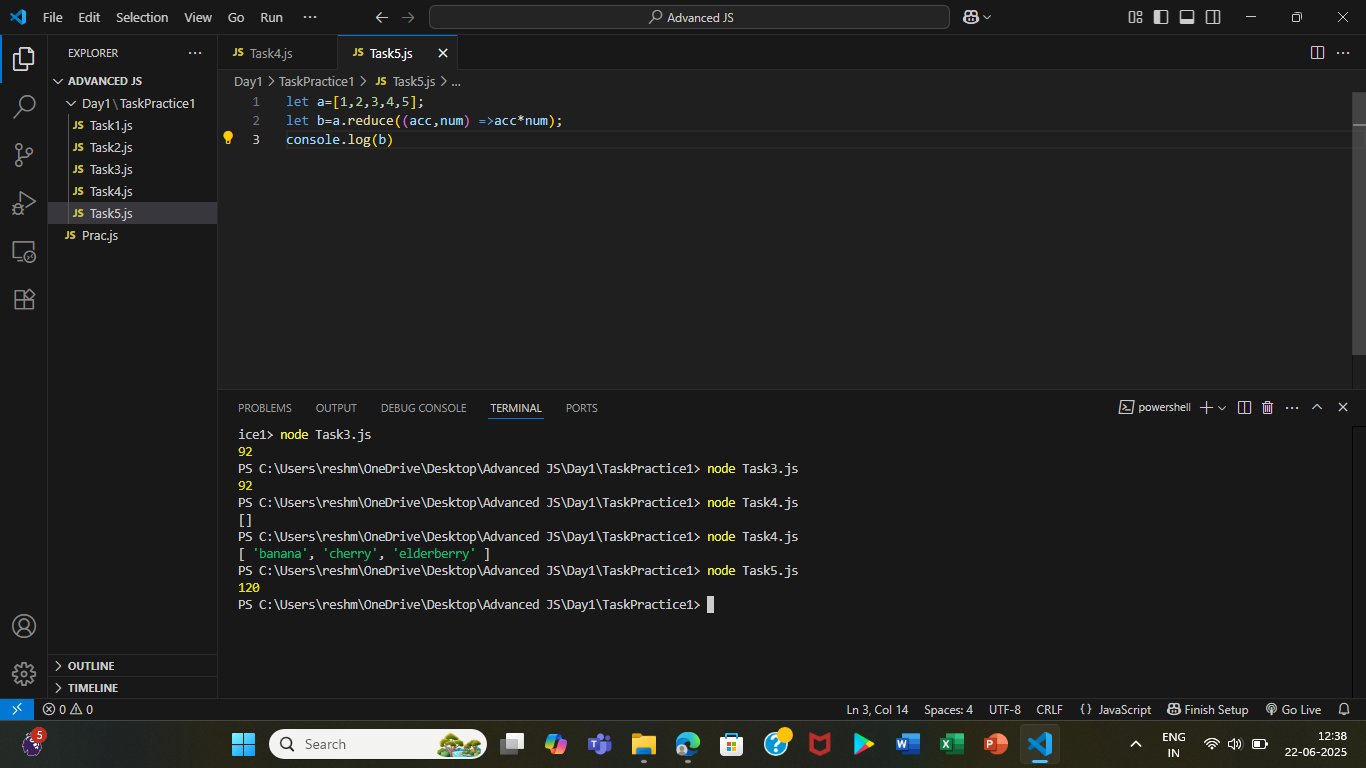 File Edit Selection View Go Run ··· Advanced JS
EXPLORER ···
ADVANCED JS
Day1 \ TaskPractice1
JS Task1.js
JS Task2.js
JS Task3.js
JS Task4.js
JS Task5.js
JS Prac.js
OUTLINE
TIMELINE
JS Task4.js JS Task5.js
Day1 > TaskPractice1 > JS Task5.js > ...
1 let a=[1,2,3,4,5];
2 let b=a.reduce((acc,num) =>acc*num);
3 console.log(b)
PROBLEMS OUTPUT DEBUG CONSOLE TERMINAL PORTS powershell
ice1> node Task3.js
92
PS C:\Users\reshm\OneDrive\Desktop\Advanced JS\Day1\TaskPractice1> node Task3.js
92
PS C:\Users\reshm\OneDrive\Desktop\Advanced JS\Day1\TaskPractice1> node Task4.js
[]
PS C:\Users\reshm\OneDrive\Desktop\Advanced JS\Day1\TaskPractice1> node Task4.js
[ 'banana', 'cherry', 'elderberry' ]
PS C:\Users\reshm\OneDrive\Desktop\Advanced JS\Day1\TaskPractice1> node Task5.js
120
PS C:\Users\reshm\OneDrive\Desktop\Advanced JS\Day1\TaskPractice1>
0 0 Ln 3, Col 14 Spaces: 4 UTF-8 CRLF {} JavaScript Finish Setup Go Live
5 Search ENG 12:38
IN 22-06-2025